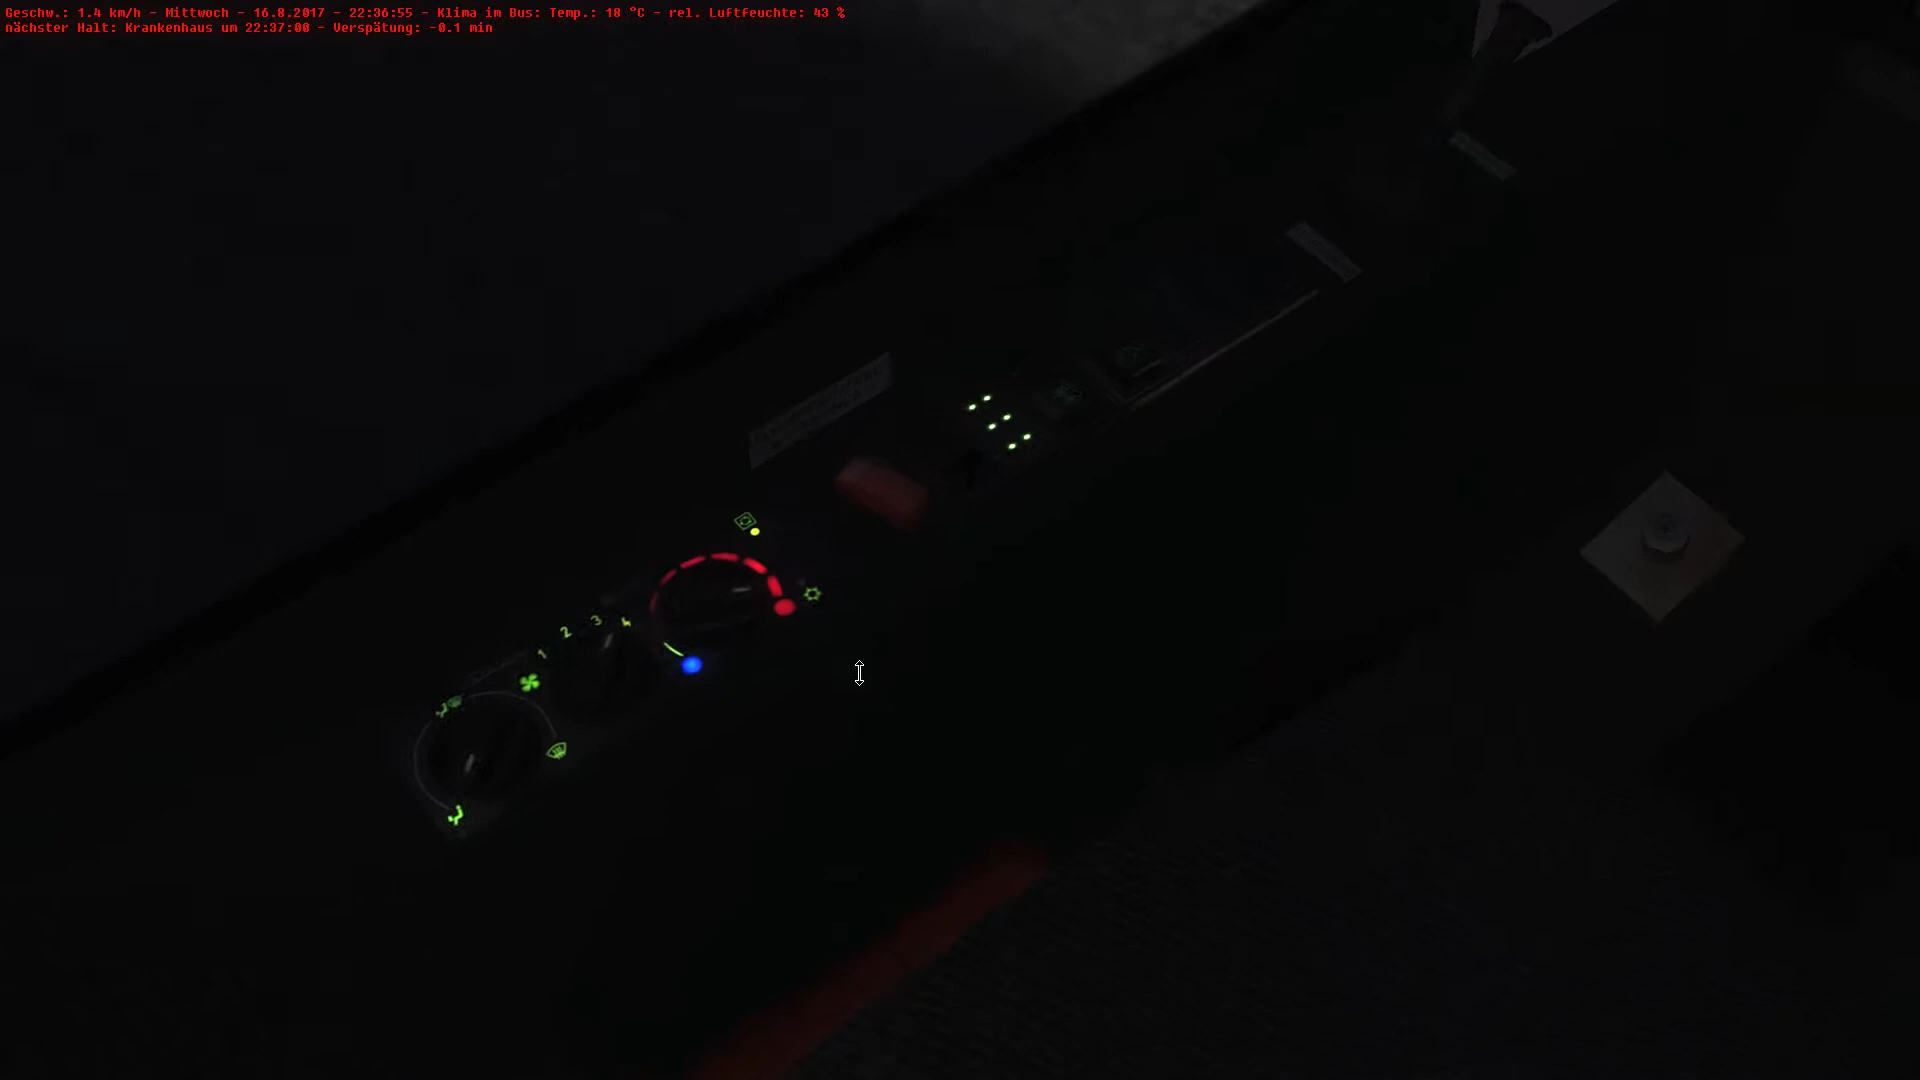 Geschw.: 1.4 km/h - Mittwoch - 16.8.2017 - 22:36:55 - Klima im Bus: Temp.: 18 °C - rel. Luftfeuchte: 43 %
nächster Halt: Krankenhaus um 22:37:00 - Verspätung: -0.1 min
1 2 3 4